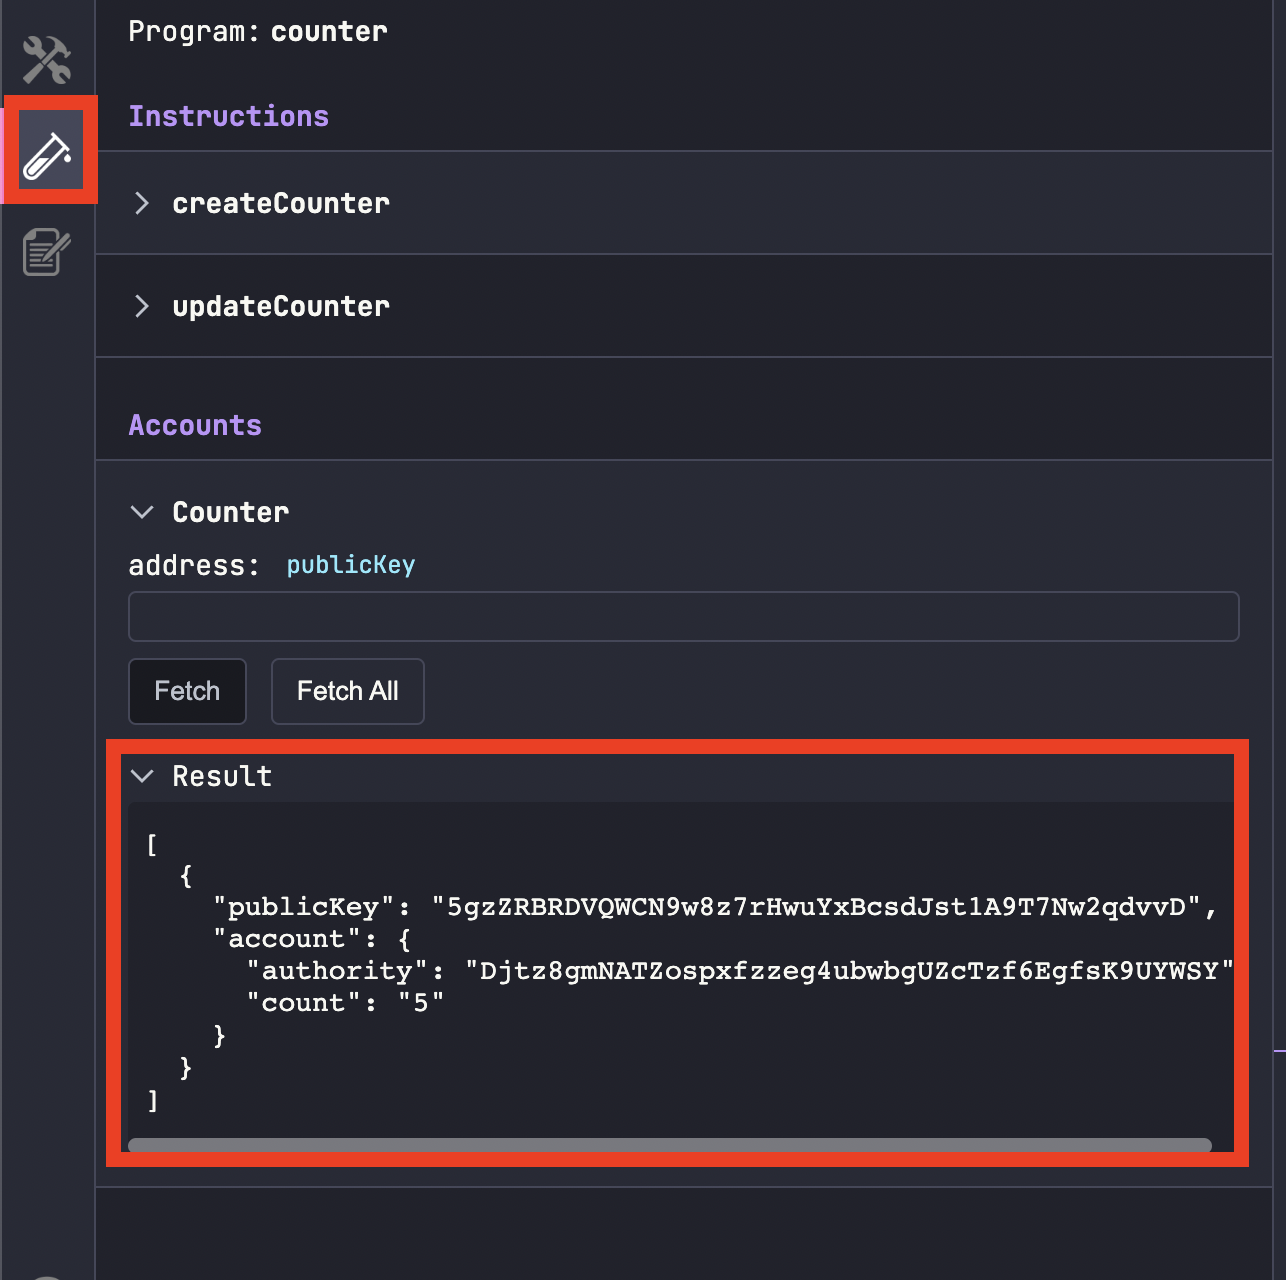 Program: counter
Instructions
createCounter
updateCounter
Accounts
Counter
address: publicKey
Fetch Fetch All
Result
[
{
"publicKey": "5gzZRBRDVQWCN9w8z7rHwuYxBcsdJst1A9T7Nw2qdvvD",
"account": {
"authority": "Djtz8gmNATZospxfzzeg4ubwbgUZcTzf6EgfsK9UYWSY"
"count": "5"
}
}
]